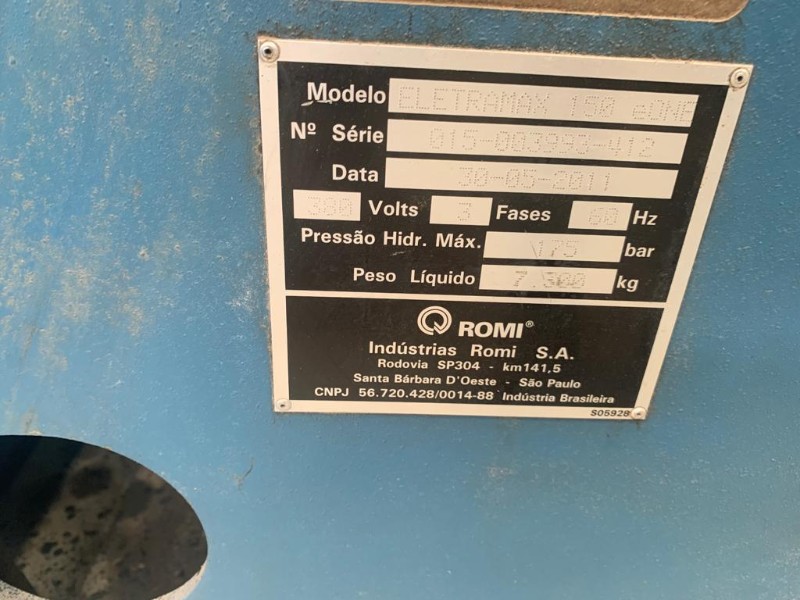 Modelo ELETRAMAX 150 eONE
Nº Série 015-003993-412
Data 30-05-2011
380 Volts 3 Fases 60 Hz
Pressão Hidr. Máx. 175 bar
Peso Líquido 7.300 kg
ROMI®
Indústrias Romi S.A.
Rodovia SP304 - km141,5
Santa Bárbara D'Oeste - São Paulo
CNPJ 56.720.428/0014-88 Indústria Brasileira
S05928